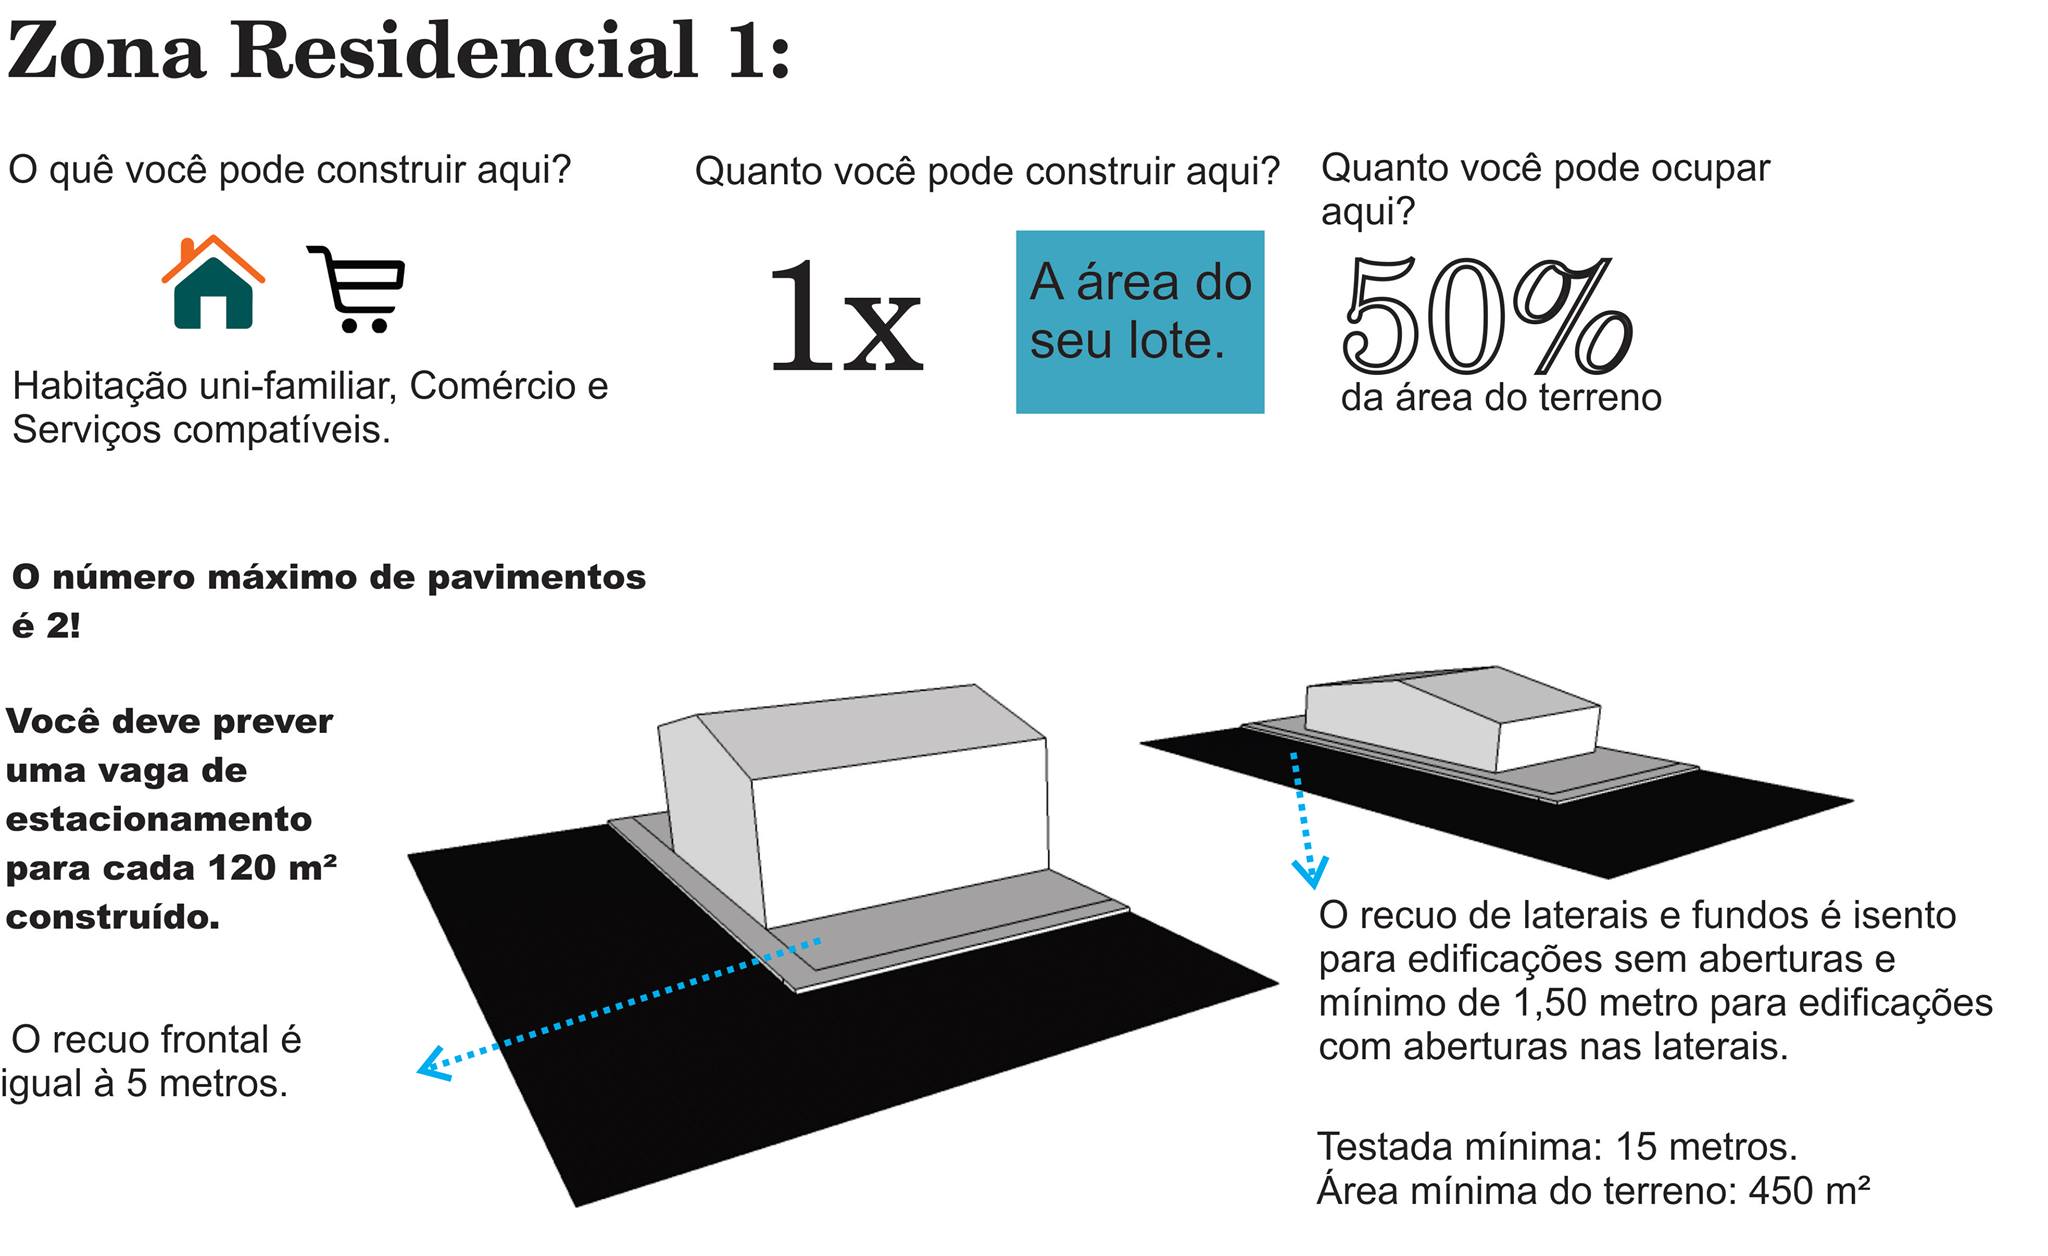 Zona Residencial 1:
O quê você pode construir aqui?
Habitação uni-familiar, Comércio e
Serviços compatíveis.
Quanto você pode construir aqui?
1x
A área do
seu lote.
Quanto você pode ocupar
aqui?
50%
da área do terreno
O número máximo de pavimentos
é 2!
Você deve prever
uma vaga de
estacionamento
para cada 120 m²
construído.
O recuo frontal é
igual à 5 metros.
O recuo de laterais e fundos é isento
para edificações sem aberturas e
mínimo de 1,50 metro para edificações
com aberturas nas laterais.
Testada mínima: 15 metros.
Área mínima do terreno: 450 m²